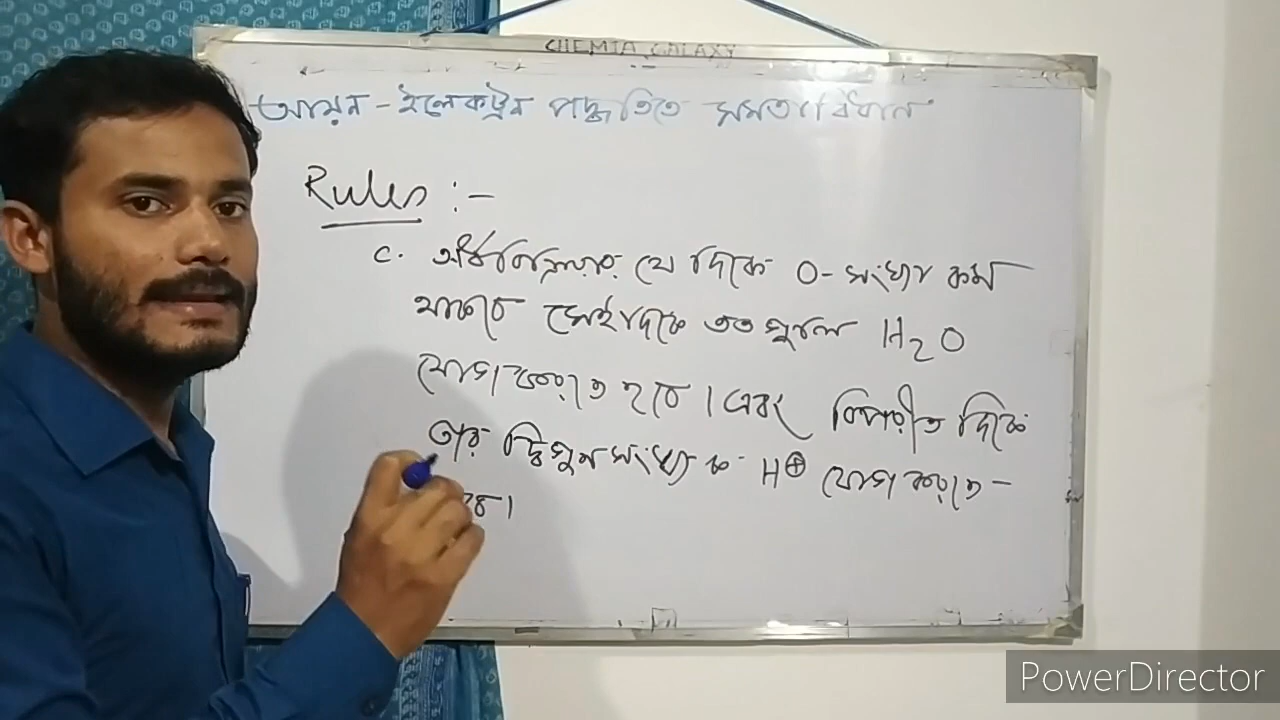 CHEMIA GALAXY
আয়ন - ইলেকট্রন পদ্ধতিতে সমতাবিধান
Rules :-
c. অর্ধবিক্রিয়ার যে দিকে O- সংখ্যা কম
থাকবে সেইদিকে তত গুলো H₂O
যোগ করতে হবে। এবং বিপরীত দিকে
তার দ্বিগুন সংখ্যক H⊕ যোগ করতে -
বে।
PowerDirector